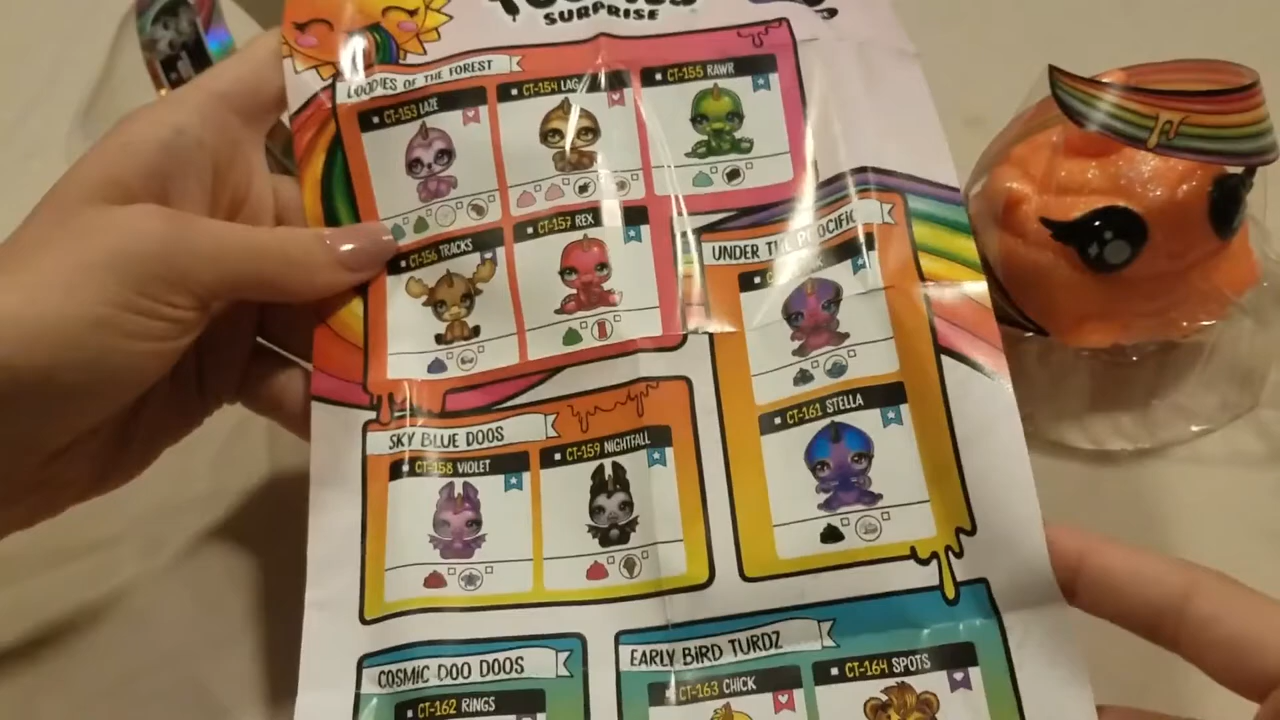 SURPRISE
OODIES OF THE FOREST
CT-153 LAZE
CT-154 LAG
CT-155 RAWR
CT-156 TRACKS
CT-157 REX
UNDER THE POOCIFIC
SKY BLUE DOOS
CT-158 VIOLET
CT-159 NIGHTFALL
CT-161 STELLA
COSMIC DOO DOOS
CT-162 RINGS
EARLY BIRD TURDZ
CT-163 CHICK
CT-164 SPOTS